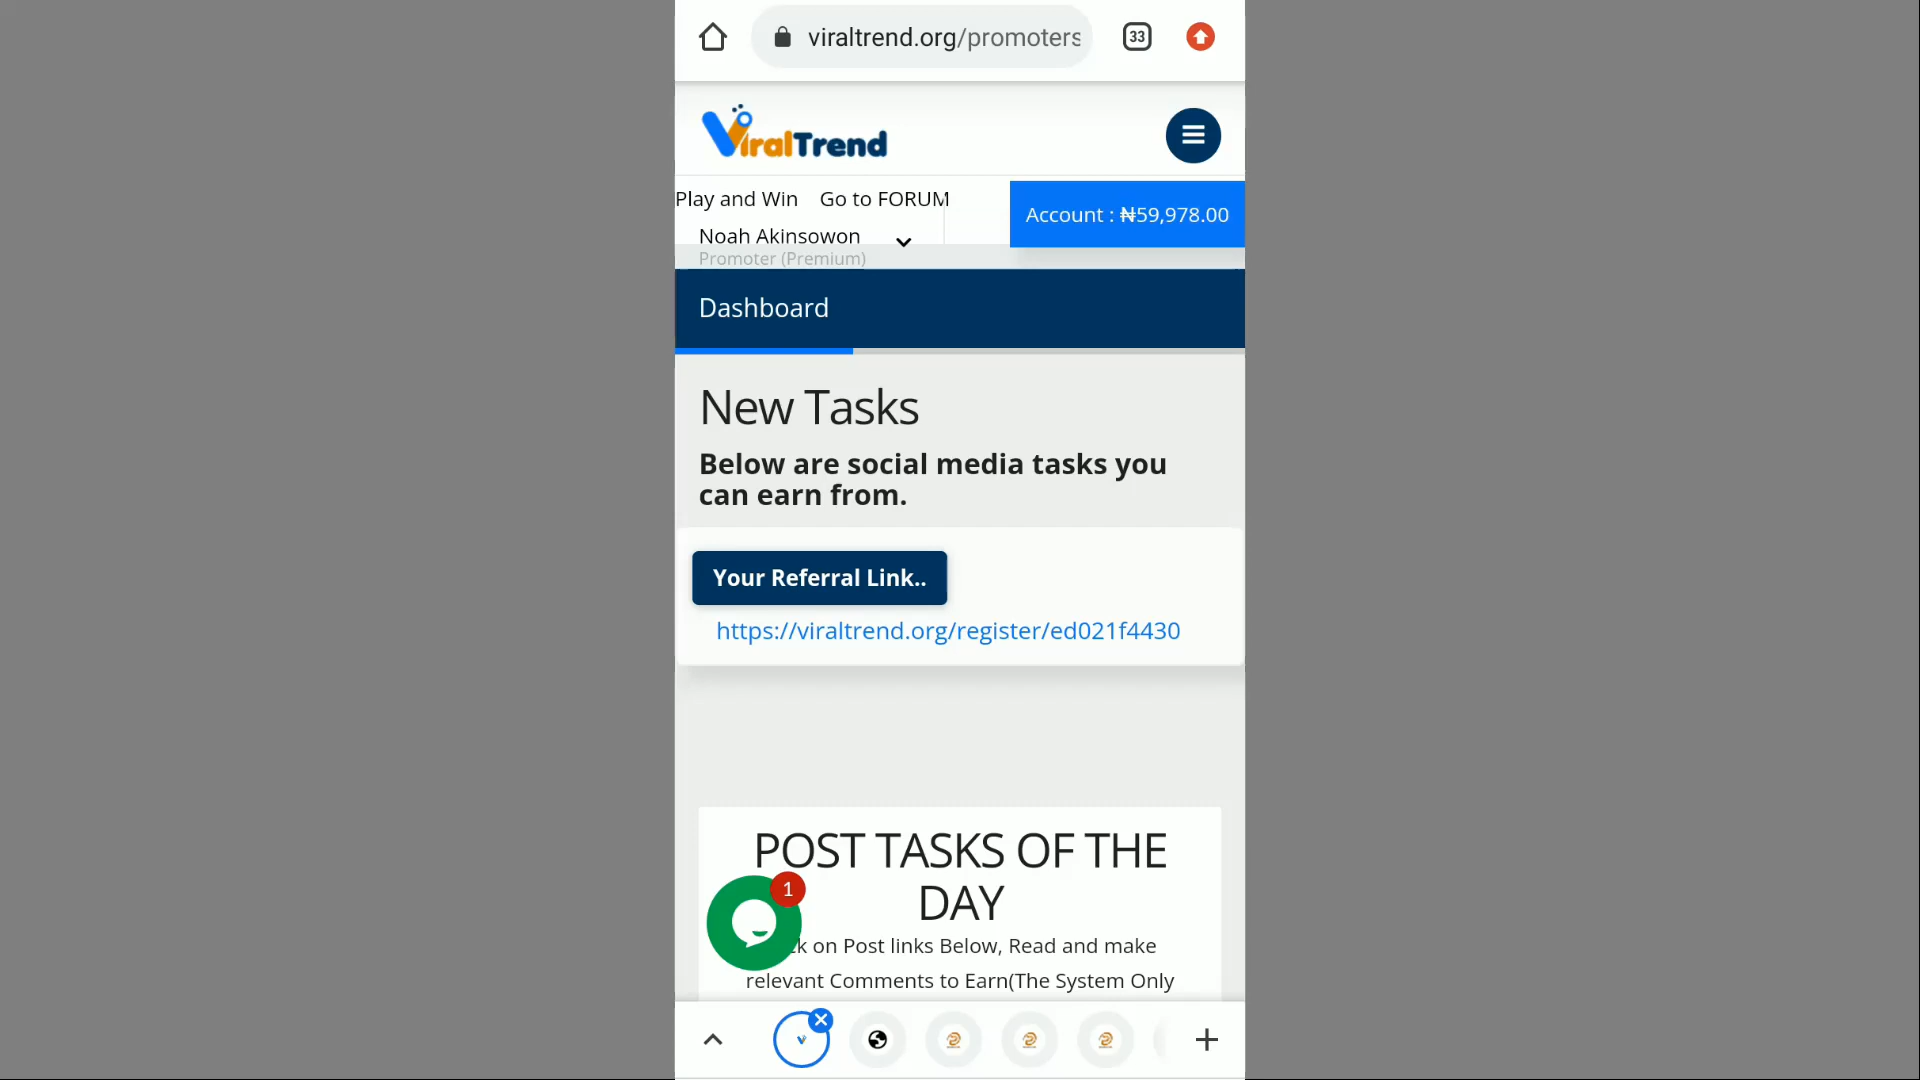 viraltrend.org/promoters
33
ViralTrend
Play and Win Go to FORUM
Account : ₦59,978.00
Noah Akinsowon
Promoter (Premium)
Dashboard
New Tasks
Below are social media tasks you
can earn from.
Your Referral Link..
https://viraltrend.org/register/ed021f4430
POST TASKS OF THE
DAY
1
on Post links Below, Read and make
relevant Comments to Earn(The System Only